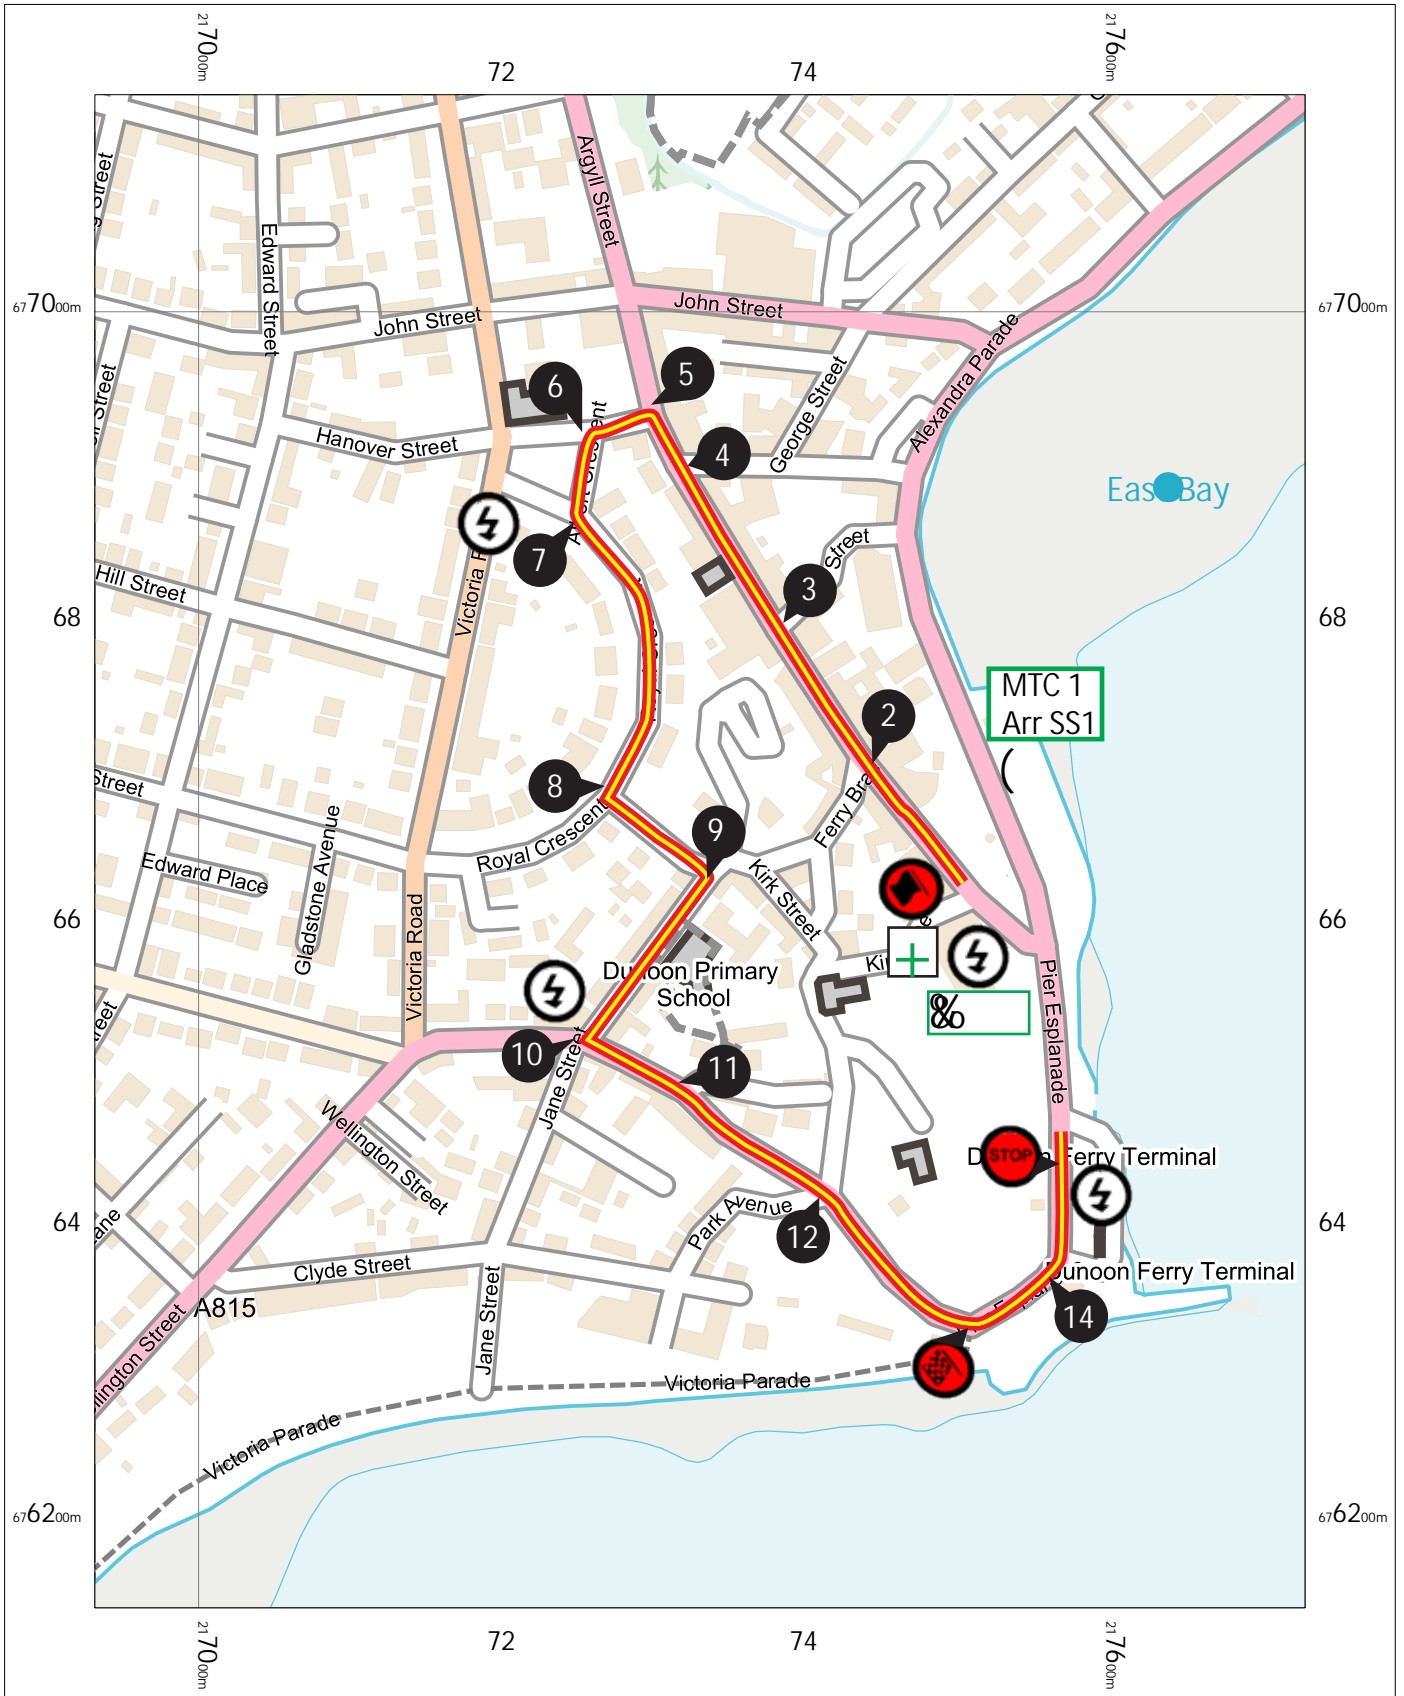 2170000m
72
74
2176000m
Argyll Street
Edward Street
John Street
John Street
6770000m
6770000m
Alexandra Parade
George Street
5
6
Hanover Street
4
East Bay
7
Street
3
Hill Street
68
68
MTC 1
Arr SS1
(
2
8
Street
Royal Crescent
9
Ferry Brae
Edward Place
Gladstone Avenue
Kirk Street
66
66
Victoria Road
Dunoon Primary
School
Pier Esplanade
10
11
Jane Street
Wellington Street
STOP
Dunoon Ferry Terminal
Park Avenue
12
64
64
Clyde Street
Dunoon Ferry Terminal
A815
14
Jane Street
Victoria Parade
Victoria Parade
6762000m
6762000m
2170000m
72
74
2176000m